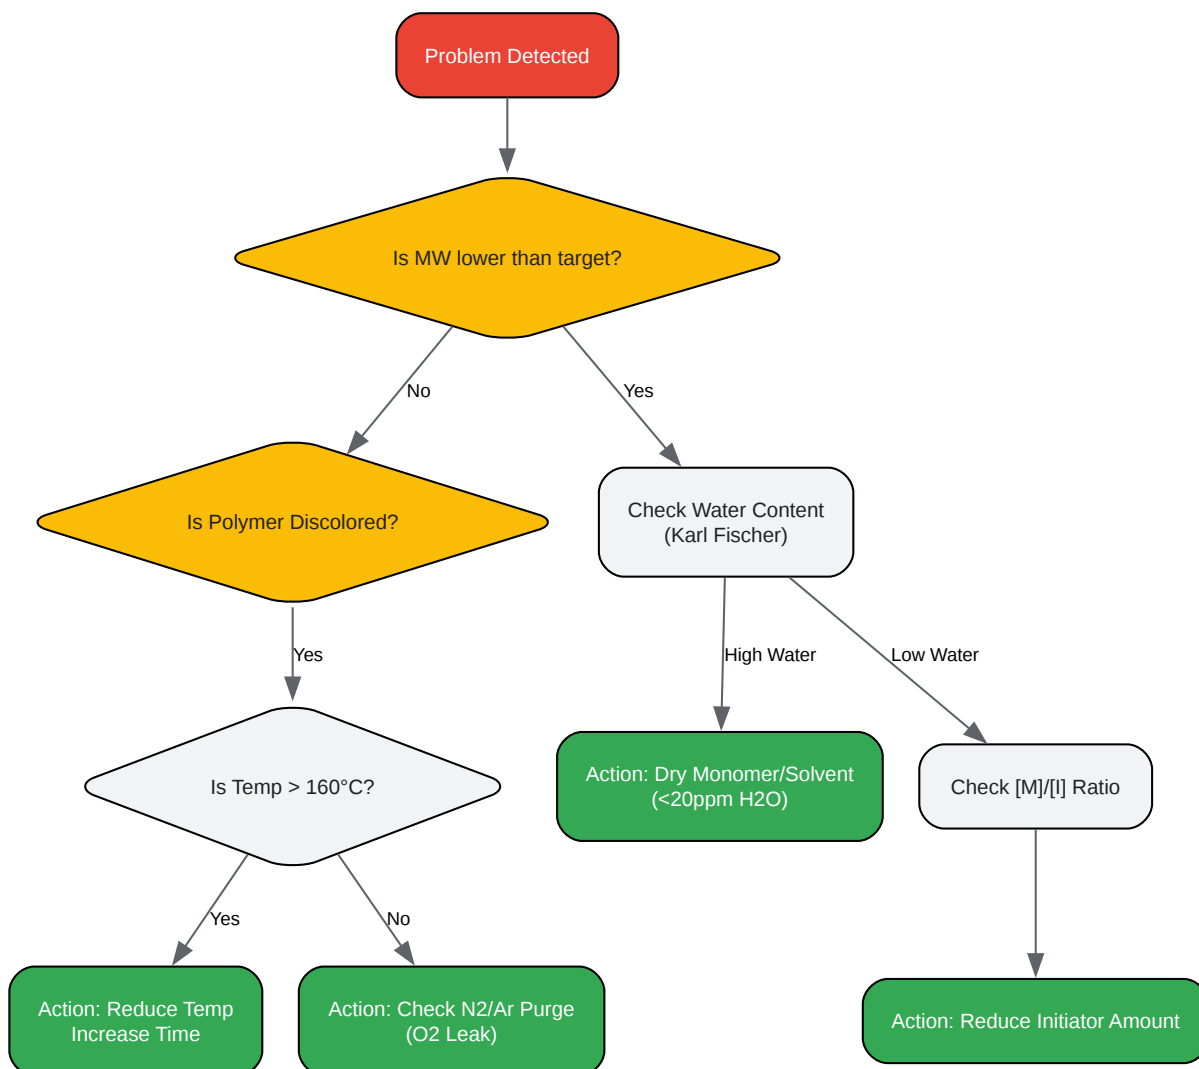 Problem Detected
Is MW lower than target?
No
Yes
Is Polymer Discolored?
Check Water Content
(Karl Fischer)
Yes
High Water
Low Water
Is Temp > 160°C?
Action: Dry Monomer/Solvent
(<20ppm H2O)
Check [M]/[I] Ratio
Yes
No
Action: Reduce Temp
Increase Time
Action: Check N2/Ar Purge
(O2 Leak)
Action: Reduce Initiator Amount